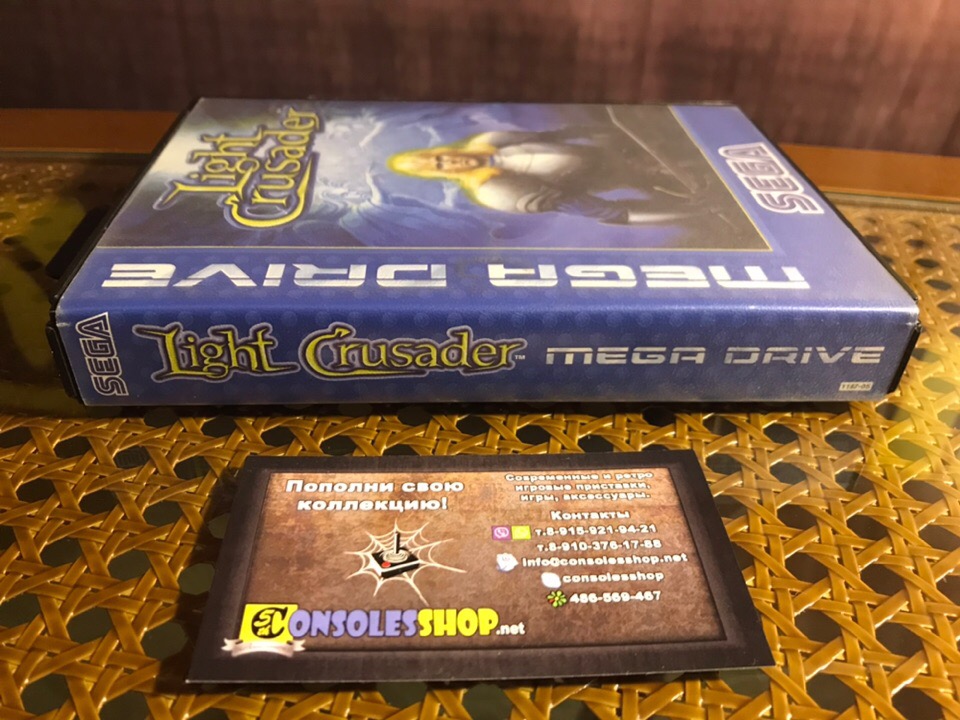 Light
Crusader
SEGA
MEGA DRIVE
SEGA
Light Crusader™
MEGA DRIVE
Пополни свою
коллекцию!
Современные и ретро
игровые приставки
игры, аксессуары.
Контакты
т.8-915-921-94-21
т.8-910-376-17-88
info@consolesshop.net
consolesshop
486-569-467
CONSOLESSHOP.net